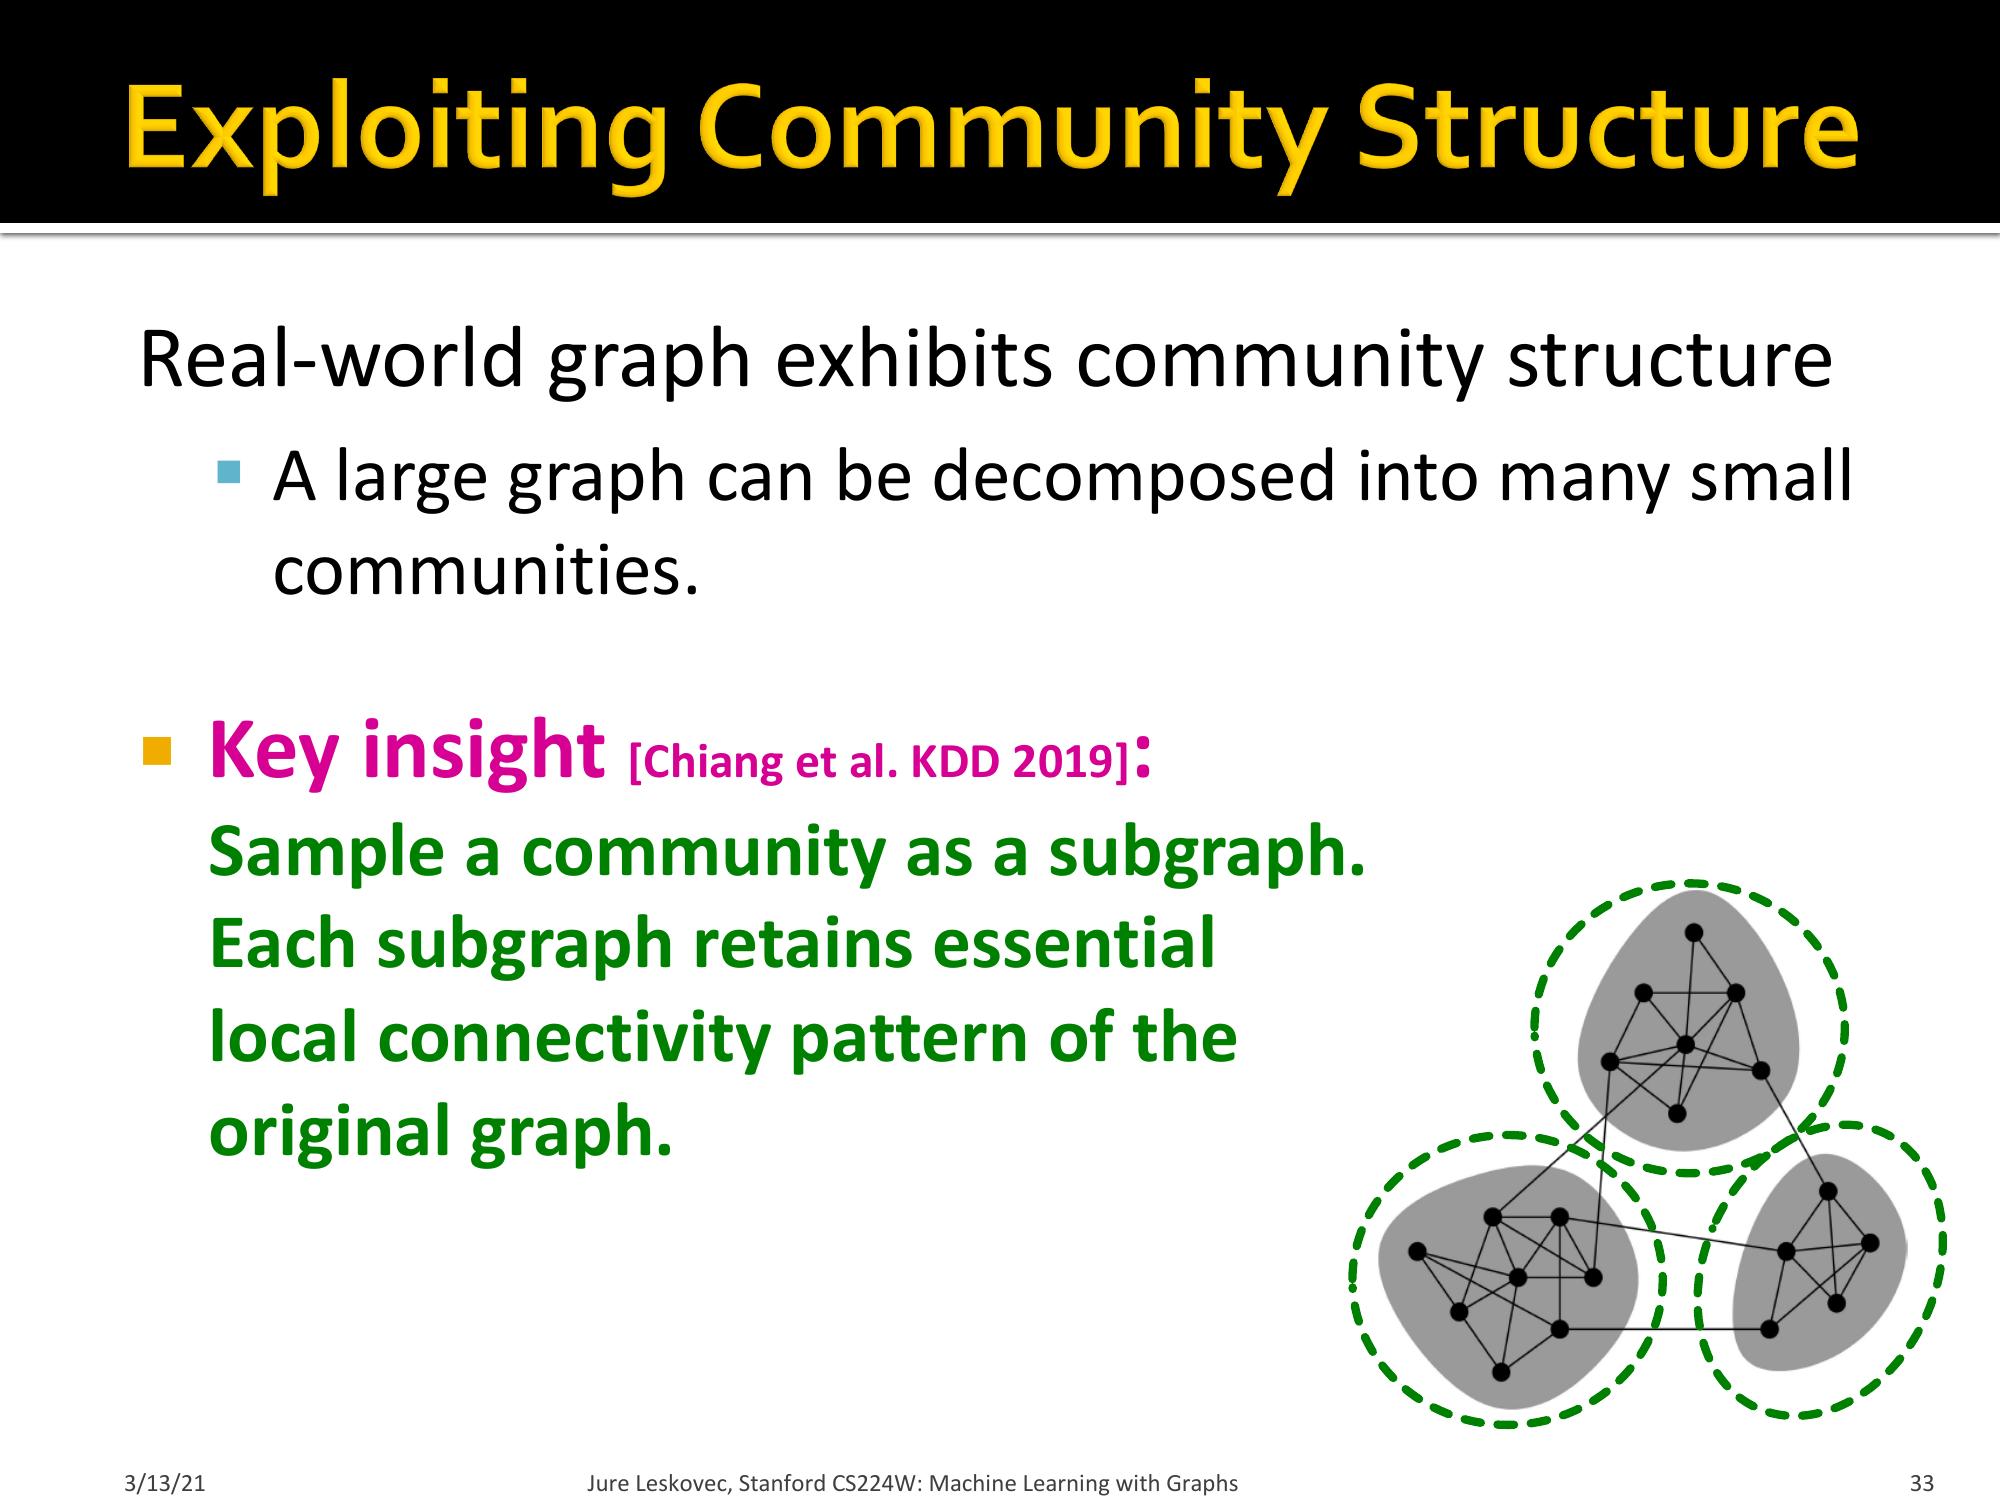 Exploiting Community Structure
Real-world graph exhibits community structure
A large graph can be decomposed into many small
communities.
Key insight [Chiang et al. KDD 2019]:
Sample a community as a subgraph.
Each subgraph retains essential
local connectivity pattern of the
original graph.
3/13/21
Jure Leskovec, Stanford CS224W: Machine Learning with Graphs
33